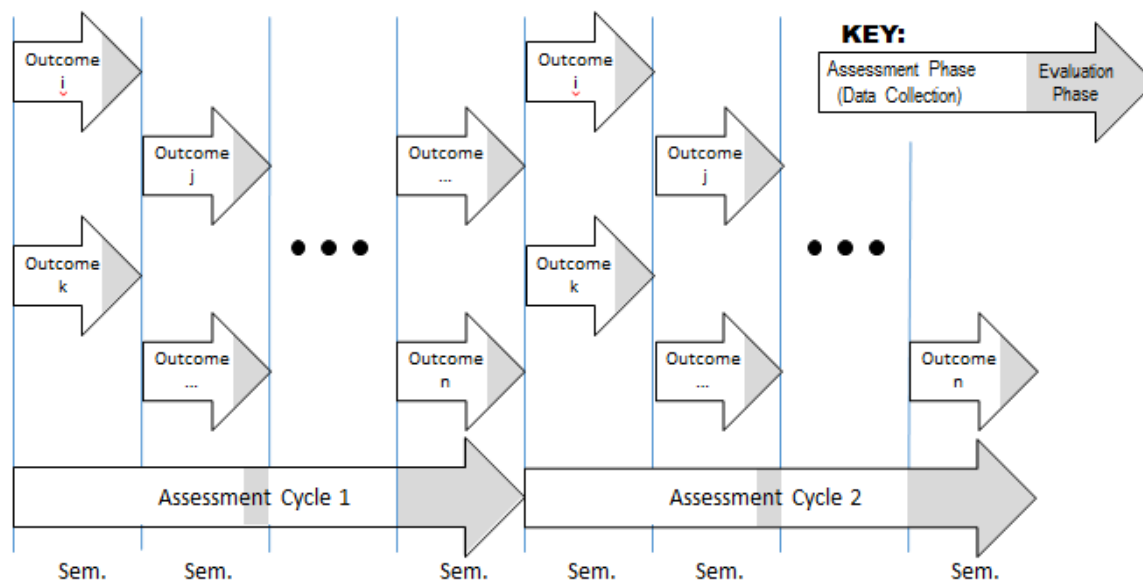 Outcome
i
Outcome
i
KEY:
Assessment Phase
(Data Collection)
Evaluation
Phase
Outcome
j
Outcome
...
Outcome
j
Outcome
k
Outcome
k
Outcome
...
Outcome
n
Outcome
...
Outcome
n
Assessment Cycle 1
Assessment Cycle 2
Sem.
Sem.
Sem.
Sem.
Sem.
Sem.